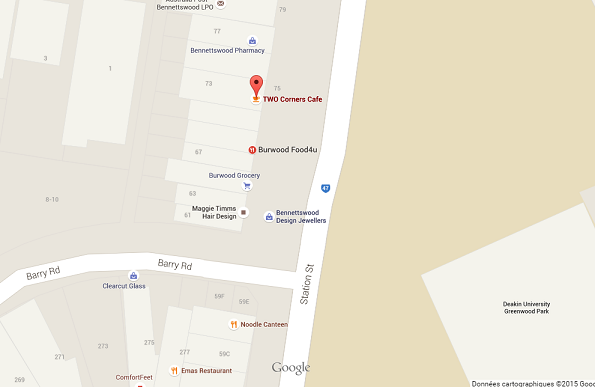 Bennettswood LPO
79
77
Bennettswood Pharmacy
3
1
73
75
TWO Corners Cafe
67
Burwood Food4u
Burwood Grocery
63
8-10
47
Maggie Timms
Hair Design
61
Bennettswood
Design Jewellers
Barry Rd
Barry Rd
Clearcut Glass
Station St
59F
59E
Deakin University
Greenwood Park
Noodle Canteen
271
273
275
277
59C
Google
269
Emas Restaurant
ComfortFeet
Données cartographiques ©2015 Goo